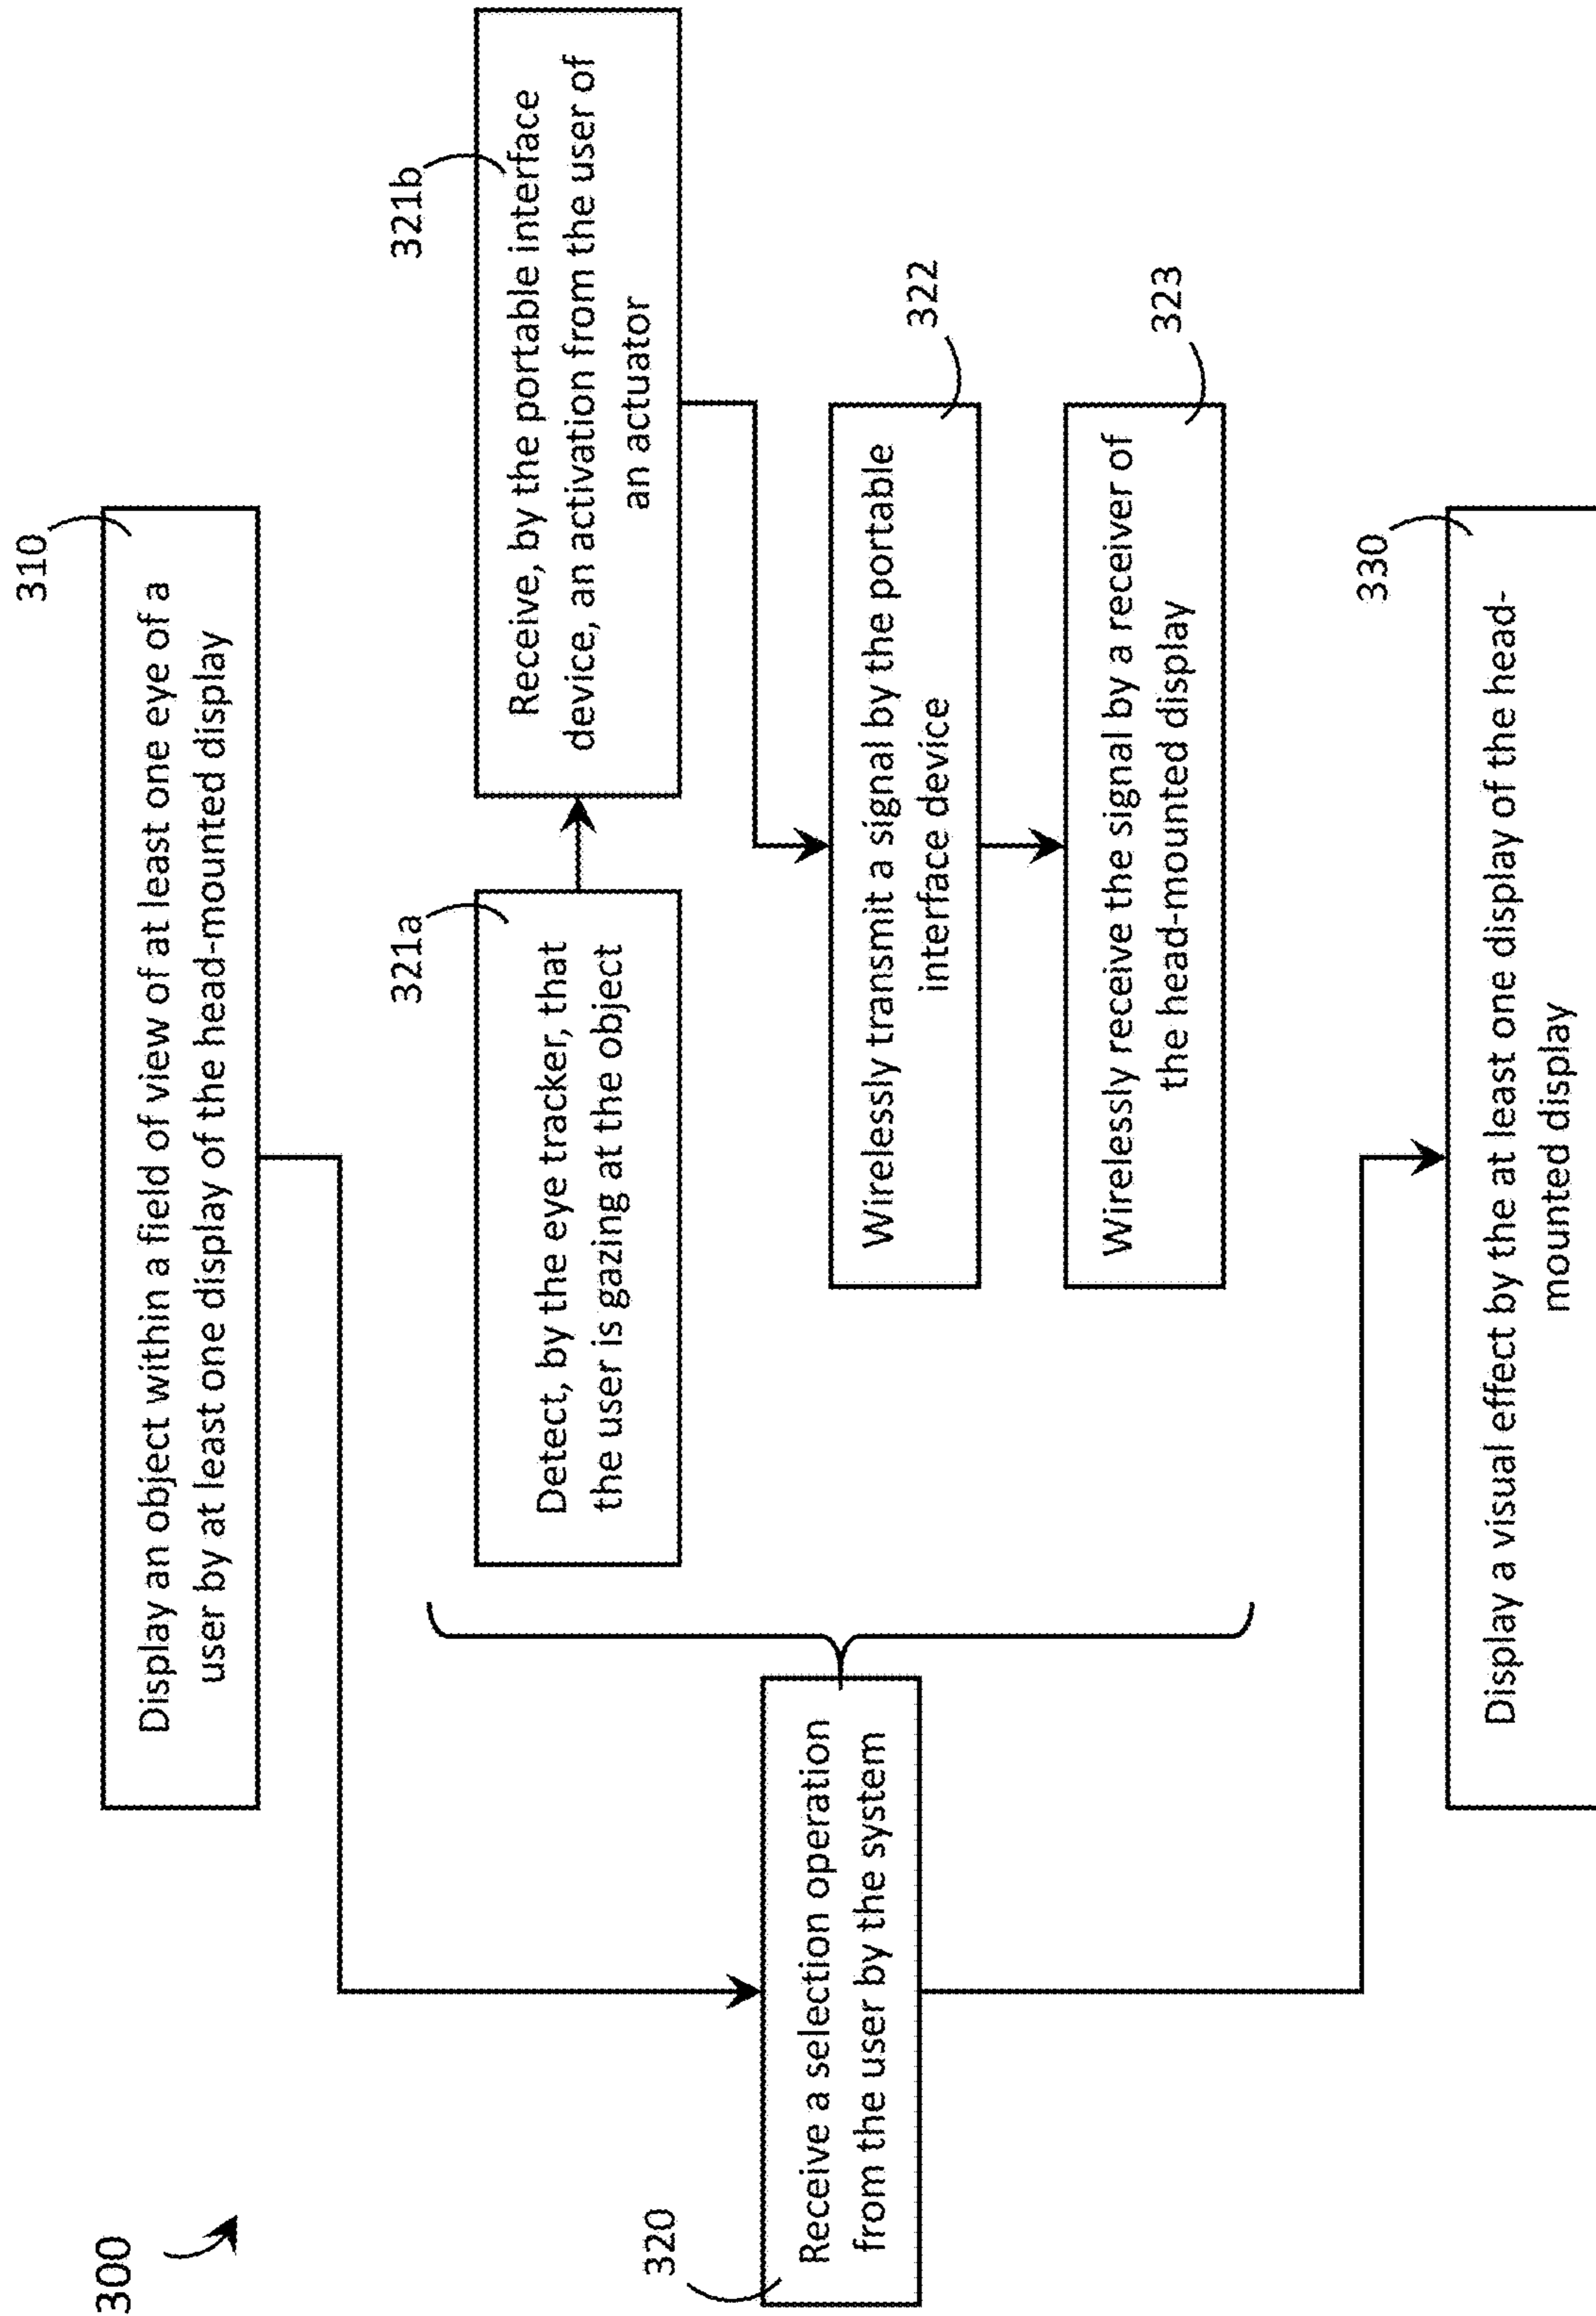 300
310
Display an object within a field of view of at least one eye of a
user by at least one display of the head-mounted display
320
Receive a selection operation
from the user by the system
321a
Detect, by the eye tracker, that
the user is gazing at the object
321b
Receive, by the portable interface
device, an activation from the user of
an actuator
322
Wirelessly transmit a signal by the portable
interface device
323
Wirelessly receive the signal by a receiver of
the head-mounted display
330
Display a visual effect by the at least one display of the head-
mounted display